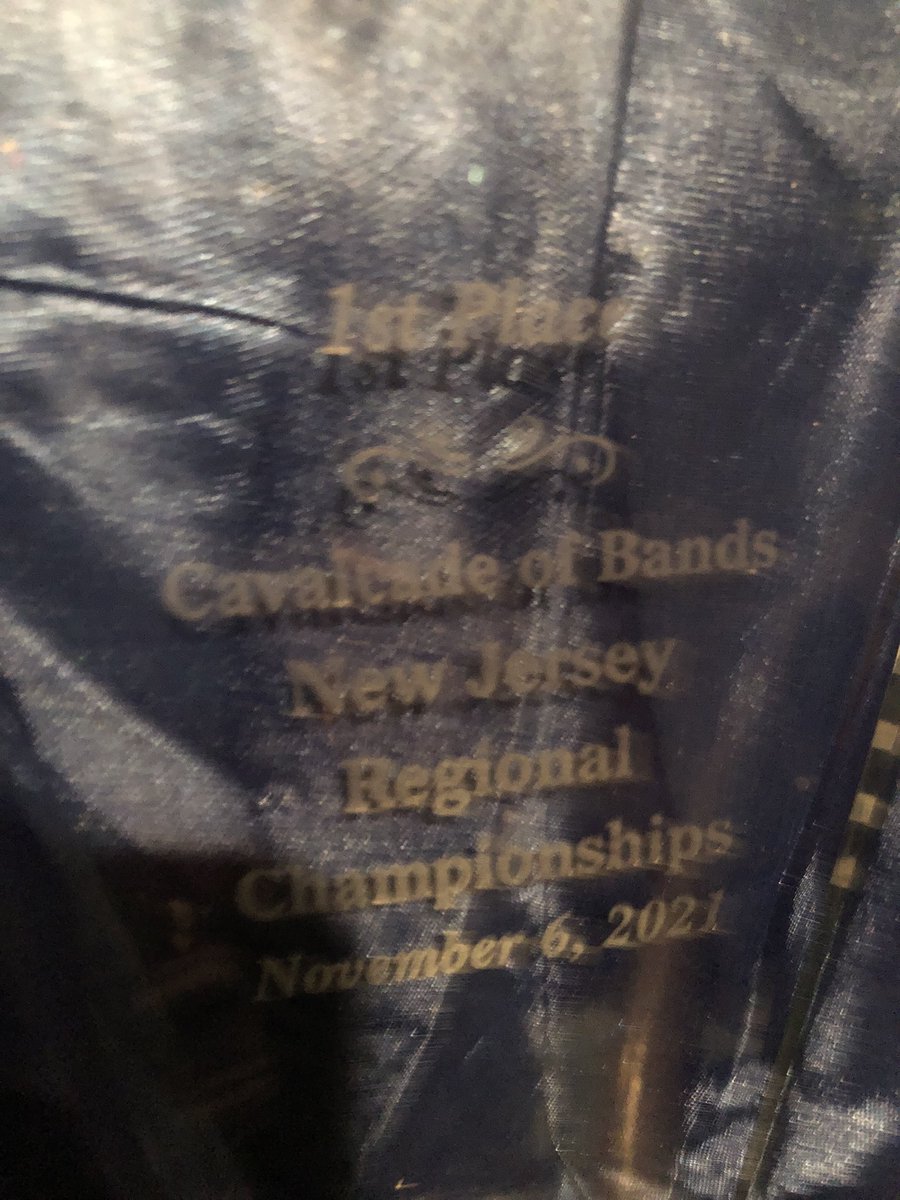 1st Place
Cavalcade of Bands
New Jersey
Regional
Championships
November 6, 2021